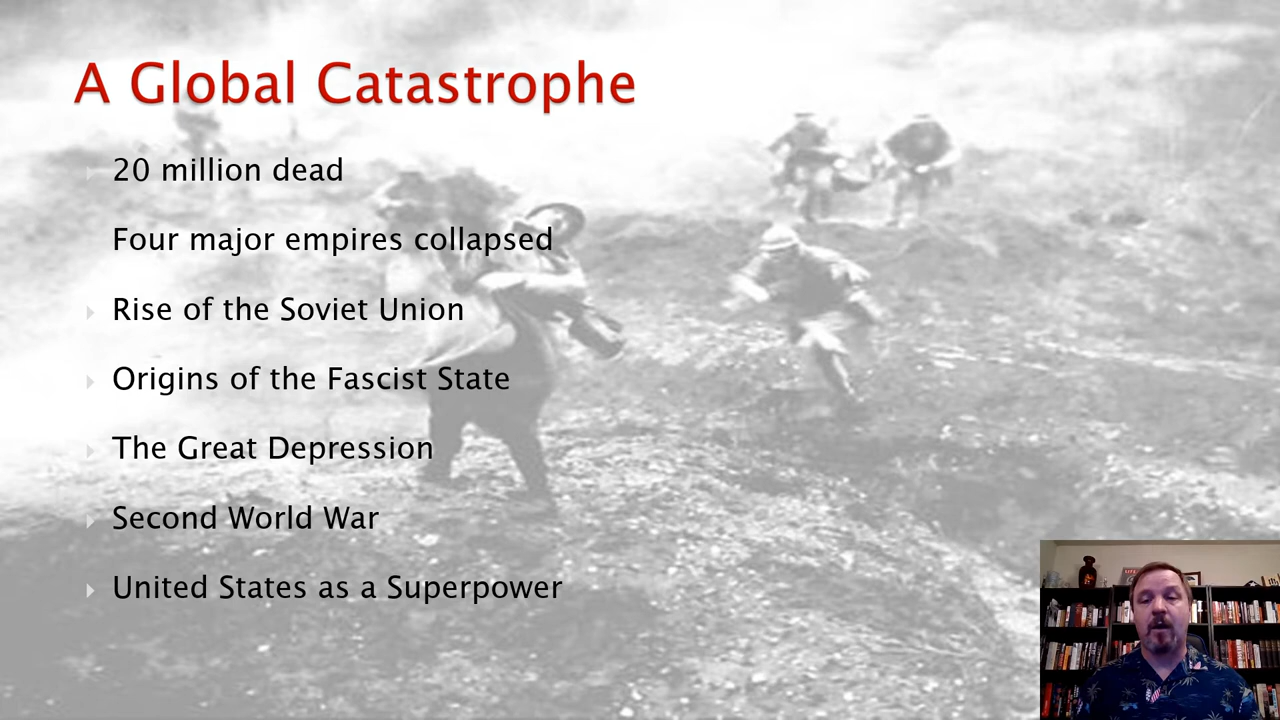 A Global Catastrophe
20 million dead
Four major empires collapsed
Rise of the Soviet Union
Origins of the Fascist State
The Great Depression
Second World War
United States as a Superpower
LIFE